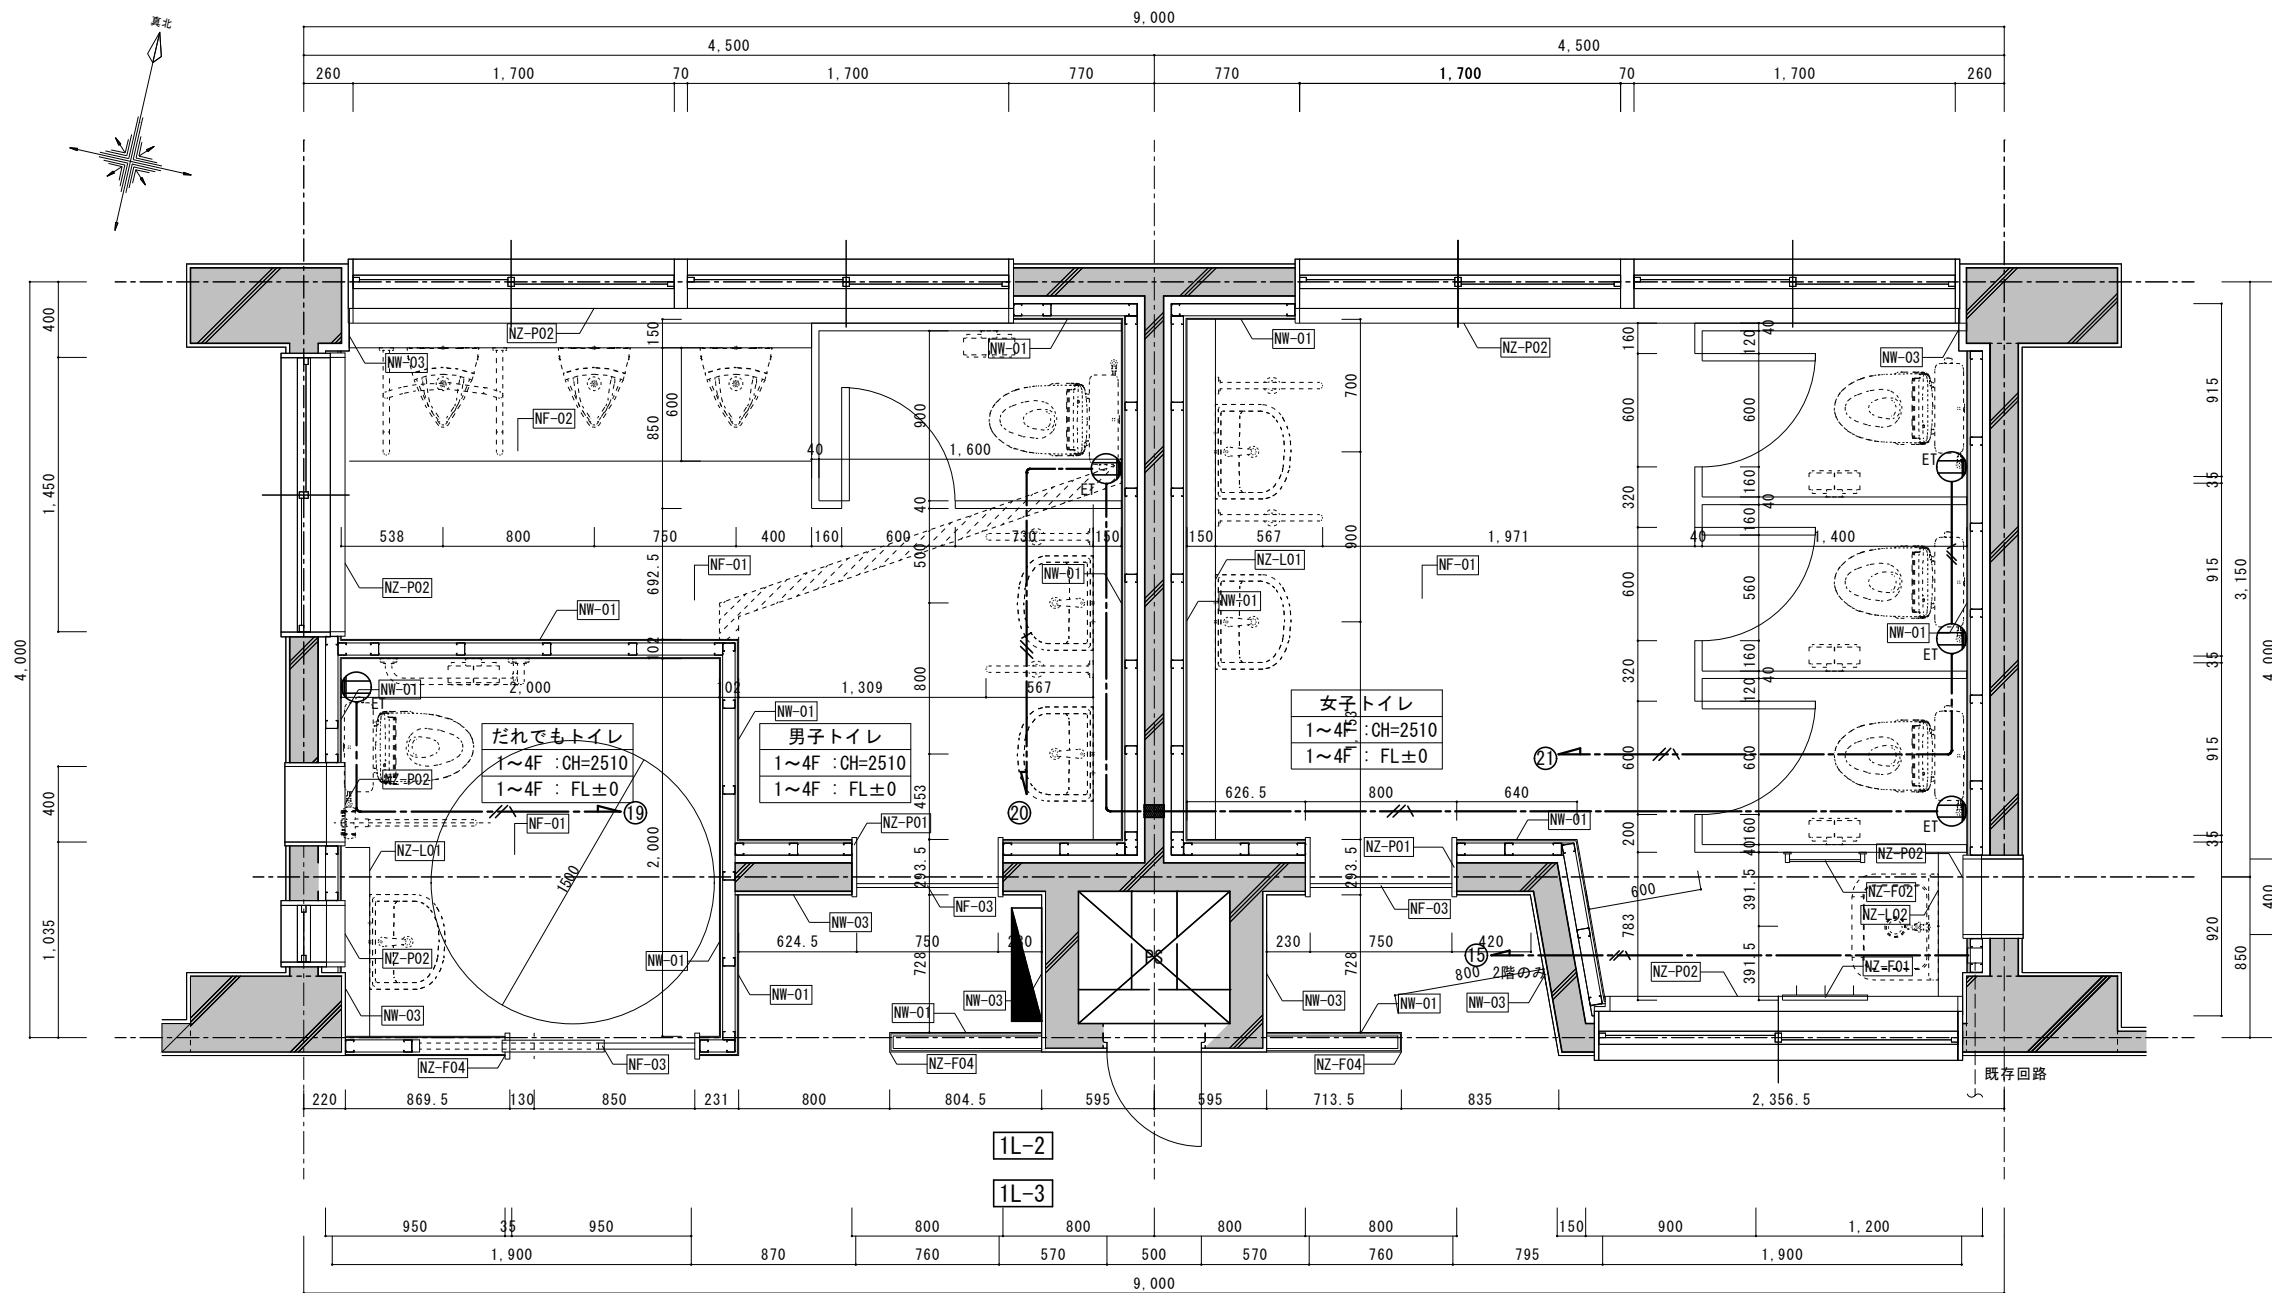 真北
9,000
4,500
4,500
260
1,700
70
1,700
770
770
1,700
70
1,700
260
400
1,450
400
1,035
4,000
NZ-P02
NW-01
NW-01
NZ-P02
NW-03
NW-03
NF-02
150
850
600
900
700
160
600
120
40
600
915
40
1,600
ET
ET
320
160
40
160
35
538
800
750
400
160
600
730
150
150
567
1,971
40
1,400
692.5
40
500
900
NZ-P02
NF-01
NW-01
NZ-L01
NF-01
NW-01
NW-01
600
560
915
3,150
4,000
NW-01
ET
102
320
160
40
120
35
NW-01
2,000
102
1,309
567
800
ET
NW-01
だれでもトイレ
1～4F :CH=2510
1～4F : FL±0
男子トイレ
1～4F :CH=2510
1～4F : FL±0
女子トイレ
1～4F :CH=2510
1～4F : FL±0
600
600
915
21
NZ-P02
19
20
453
626.5
800
640
NF-01
NZ-P01
NW-01
ET
NZ-L01
2,000
1500
293.5
293.5
NZ-P01
200
160
40
35
NZ-P02
NW-03
NF-03
NF-03
600
NZ-F02
NZ-L02
391.5
783
920
400
850
NZ-P02
NW-01
624.5
750
230
728
PS
230
750
420
728
15
800
2階のみ
391.5
NZ-P02
NZ-F01
NW-03
NW-01
NW-03
NW-01
NW-03
NW-01
NW-03
NZ-F04
NF-03
NZ-F04
NZ-F04
既存回路
220
869.5
130
850
231
800
804.5
595
595
713.5
835
2,356.5
1L-2
1L-3
950
35
950
800
800
800
800
150
900
1,200
1,900
870
760
570
500
570
760
795
1,900
9,000